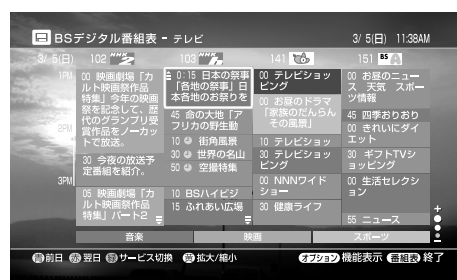 BSデジタル番組表 - テレビ 3/ 5(日) 11:38AM
3/ 5(日) 102 103 141 151 BS
1PM
2PM
3PM
00 映画劇場「カ
ルト映画祭作品
特集」今年の映画
祭を記念して、歴
代のグランプリ受
賞作品をノーカッ
トで放送。
30 今夜の放送予
定番組を紹介。
05 映画劇場「カ
ルト映画祭作品
特集」パート2
0:15 日本の祭事
「各地の祭事」日
本各地のお祭りを
45 命の大地「ア
フリカの野生動
10 街角風景
30 世界の名山
50 空撮特集
10 BSハイビジ
15 ふれあい広場
00 テレビショッ
ピング
00 お昼のドラマ
「家族のだんらん
その風景」
10 テレビショッ
30 テレビショッ
ピング
00 NNNワイド
ショー
30 健康ライフ
00 お昼のニュー
ス 天気 スポー
ツ情報
45 四季おりおり
00 きれいにダイ
エット
30 ギフトTVシ
ョッピング
00 生活セレクシ
ョン
55 ニュース
音楽 映画 スポーツ
青 前日 赤 翌日 緑 サービス切換 黄 拡大/縮小 オプション 機能表示 番組表 終了